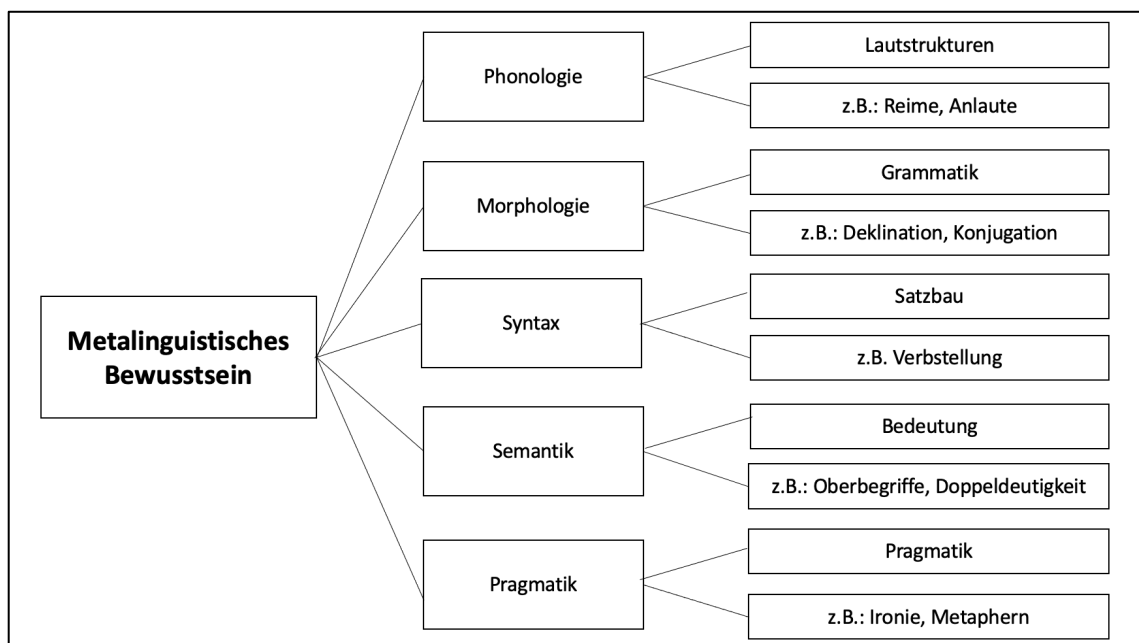 Metalinguistisches
Bewusstsein
Phonologie
Lautstrukturen
z.B.: Reime, Anlaute
Morphologie
Grammatik
z.B.: Deklination, Konjugation
Syntax
Satzbau
z.B. Verbstellung
Semantik
Bedeutung
z.B.: Oberbegriffe, Doppeldeutigkeit
Pragmatik
Pragmatik
z.B.: Ironie, Metaphern